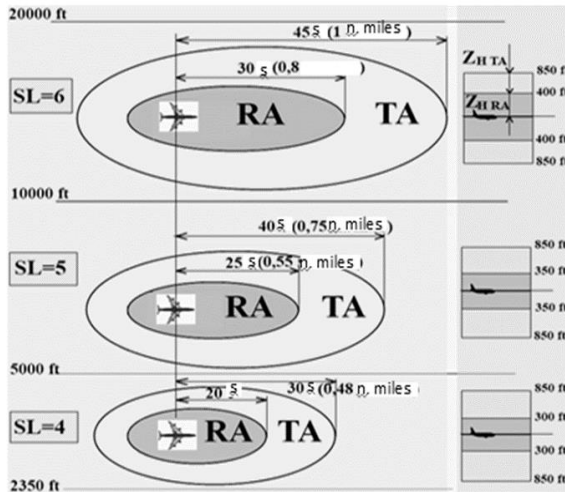 20000 ft
45 s (1 n. miles
30 s (0,8 )
SL=6
RA
TA
Z H TA
850 ft
400 ft
Z H RA
400 ft
850 ft
10000 ft
40 s (0,75 n. miles )
25 s (0,55 n. miles )
SL=5
RA
TA
850 ft
350 ft
350 ft
850 ft
5000 ft
30 s (0,48 n. miles )
20 s
SL=4
RA
TA
850 ft
300 ft
300 ft
850 ft
2350 ft